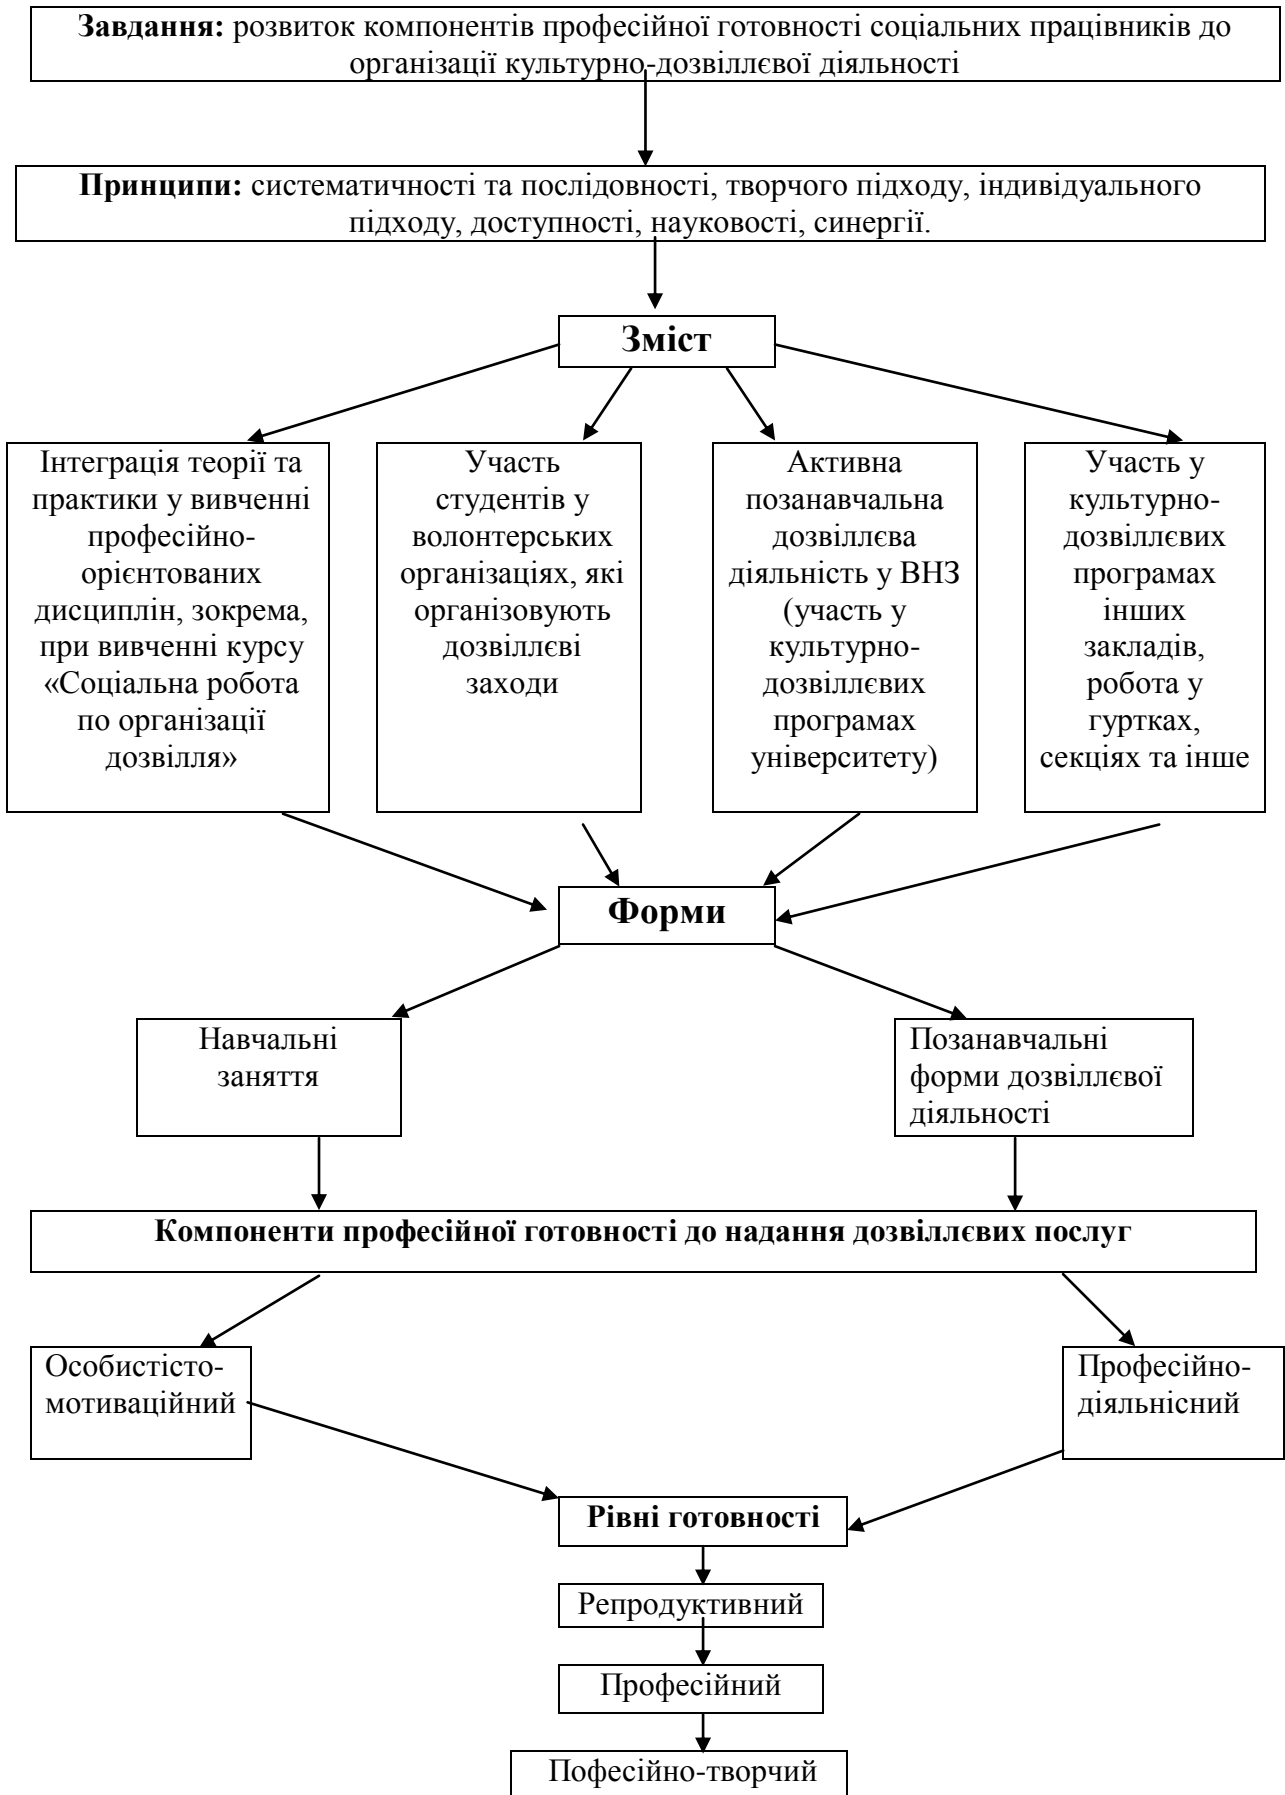 Завдання: розвиток компонентів професійної готовності соціальних працівників до
організації культурно-дозвіллєвої діяльності
Принципи: систематичності та послідовності, творчого підходу, індивідуального
підходу, доступності, науковості, синергії.
Зміст
Інтеграція теорії та
практики у вивченні
професійно-
орієнтованих
дисциплін, зокрема,
при вивченні курсу
«Соціальна робота
по організації
дозвілля»
Участь
студентів у
волонтерських
організаціях, які
організовують
дозвіллєві
заходи
Активна
позанавчальна
дозвіллєва
діяльність у ВНЗ
(участь у
культурно-
дозвіллєвих
програмах
університету)
Участь у
культурно-
дозвіллєвих
програмах
інших
закладів,
робота у
гуртках,
секціях та інше
Форми
Навчальні
заняття
Позанавчальні
форми дозвіллєвої
діяльності
Компоненти професійної готовності до надання дозвіллєвих послуг
Особистісто-
мотиваційний
Професійно-
діяльнісний
Рівні готовності
Репродуктивний
Професійний
Пофесійно-творчий